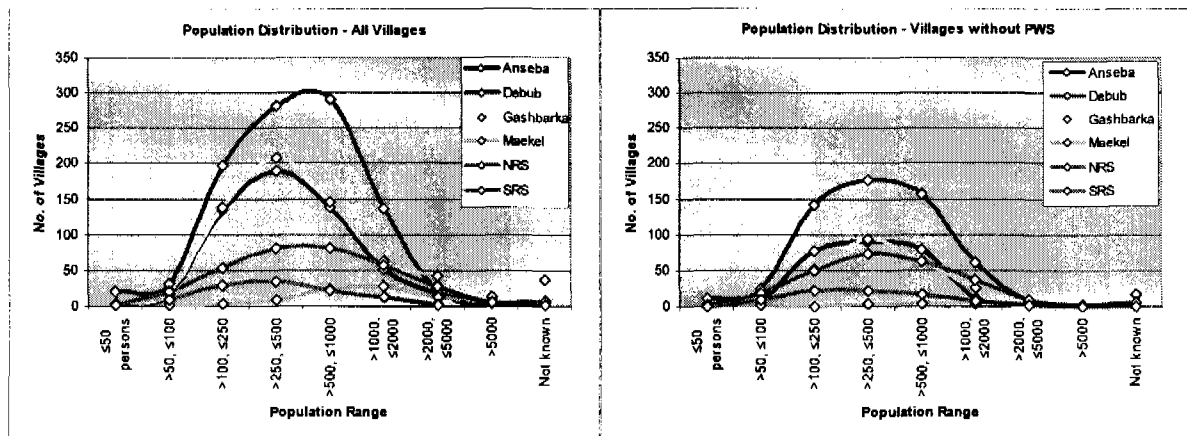 Population Distribution - All Villages
350
300
250
200
150
100
50
0
No. of Villages
Anseba
Debub
Gashbarka
Maekel
NRS
SRS
≤50 persons
>50, ≤100
>100, ≤250
>250, ≤500
>500, ≤1000
>1000, ≤2000
>2000, ≤5000
>5000
Not known
Population Range
Population Distribution - Villages without PWS
350
300
250
200
150
100
50
0
No. of Villages
Anseba
Debub
Gashbarka
Maekel
NRS
SRS
≤50 persons
>50, ≤100
>100, ≤250
>250, ≤500
>500, ≤1000
>1000, ≤2000
>2000, ≤5000
>5000
Not known
Population Range